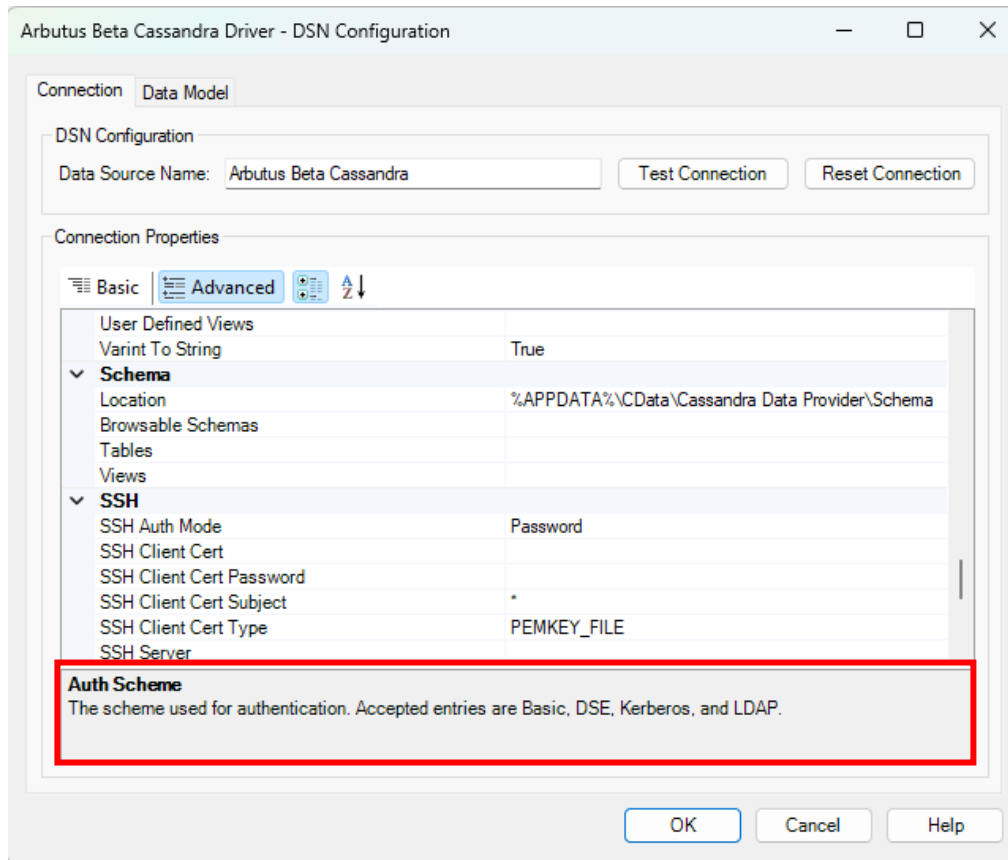 Arbutus Beta Cassandra Driver - DSN Configuration
Connection Data Model
DSN Configuration
Data Source Name: Arbutus Beta Cassandra Test Connection Reset Connection
Connection Properties
Basic Advanced AZ
User Defined Views
Varint To String True
Schema
Location %APPDATA%\CData\Cassandra Data Provider\Schema
Browsable Schemas
Tables
Views
SSH
SSH Auth Mode Password
SSH Client Cert
SSH Client Cert Password
SSH Client Cert Subject *
SSH Client Cert Type PEMKEY_FILE
SSH Server
Auth Scheme
The scheme used for authentication. Accepted entries are Basic, DSE, Kerberos, and LDAP.
OK Cancel Help